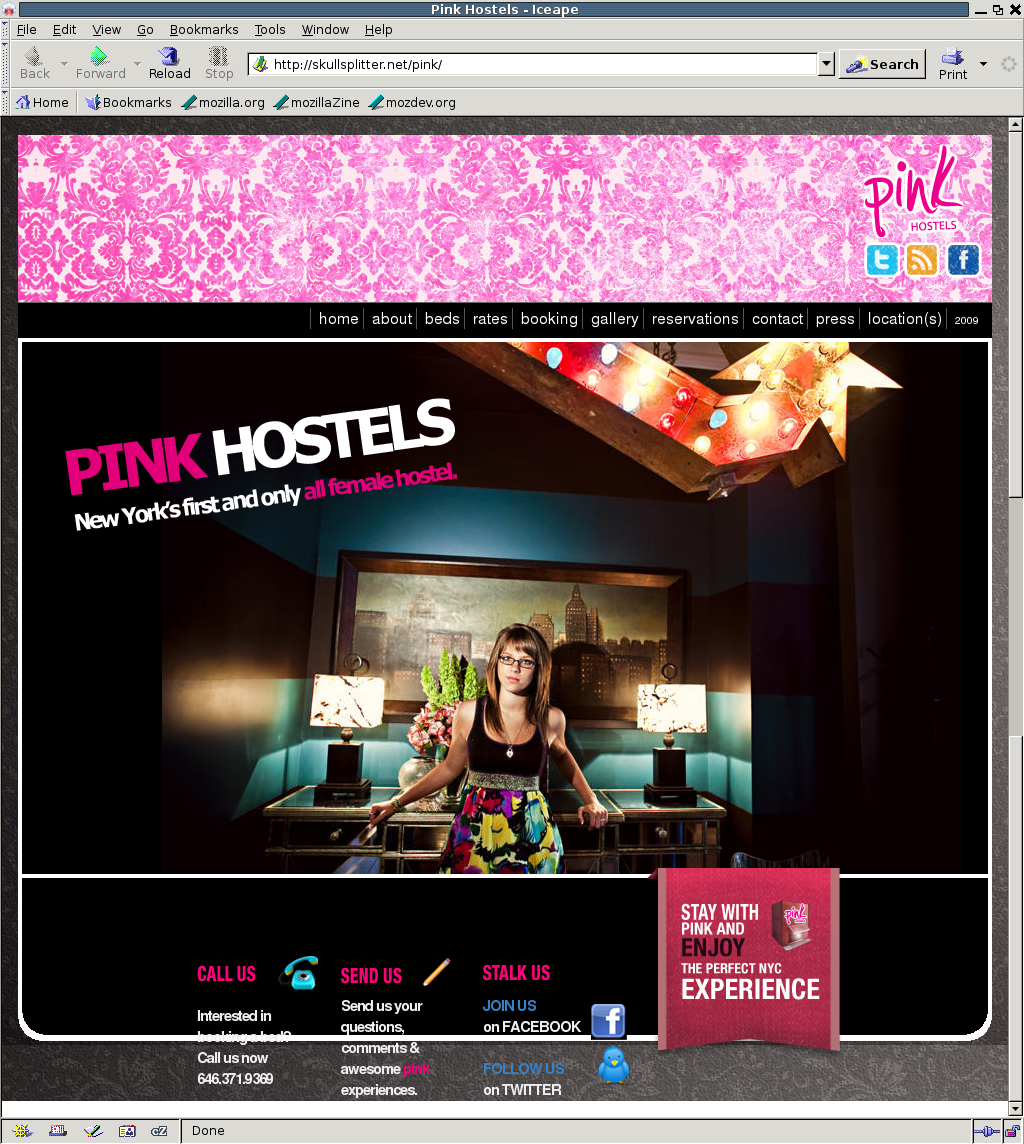 Pink Hostels - Iceape
File Edit View Go Bookmarks Tools Window Help
Back Forward Reload Stop http://skullsplitter.net/pink/ Search Print
Home Bookmarks mozilla.org mozillaZine mozdev.org
pink
HOSTELS
home about beds rates booking gallery reservations contact press location(s) 2009
PINK HOSTELS
New York's first and only all female hostel.
STAY WITH
PINK AND
ENJOY
THE PERFECT NYC
EXPERIENCE
pink
CALL US
Interested in
booking a bed?
Call us now
646.371.9369
SEND US
Send us your
questions,
comments &
awesome pink
experiences.
STALK US
JOIN US
on FACEBOOK
FOLLOW US
on TWITTER
Done